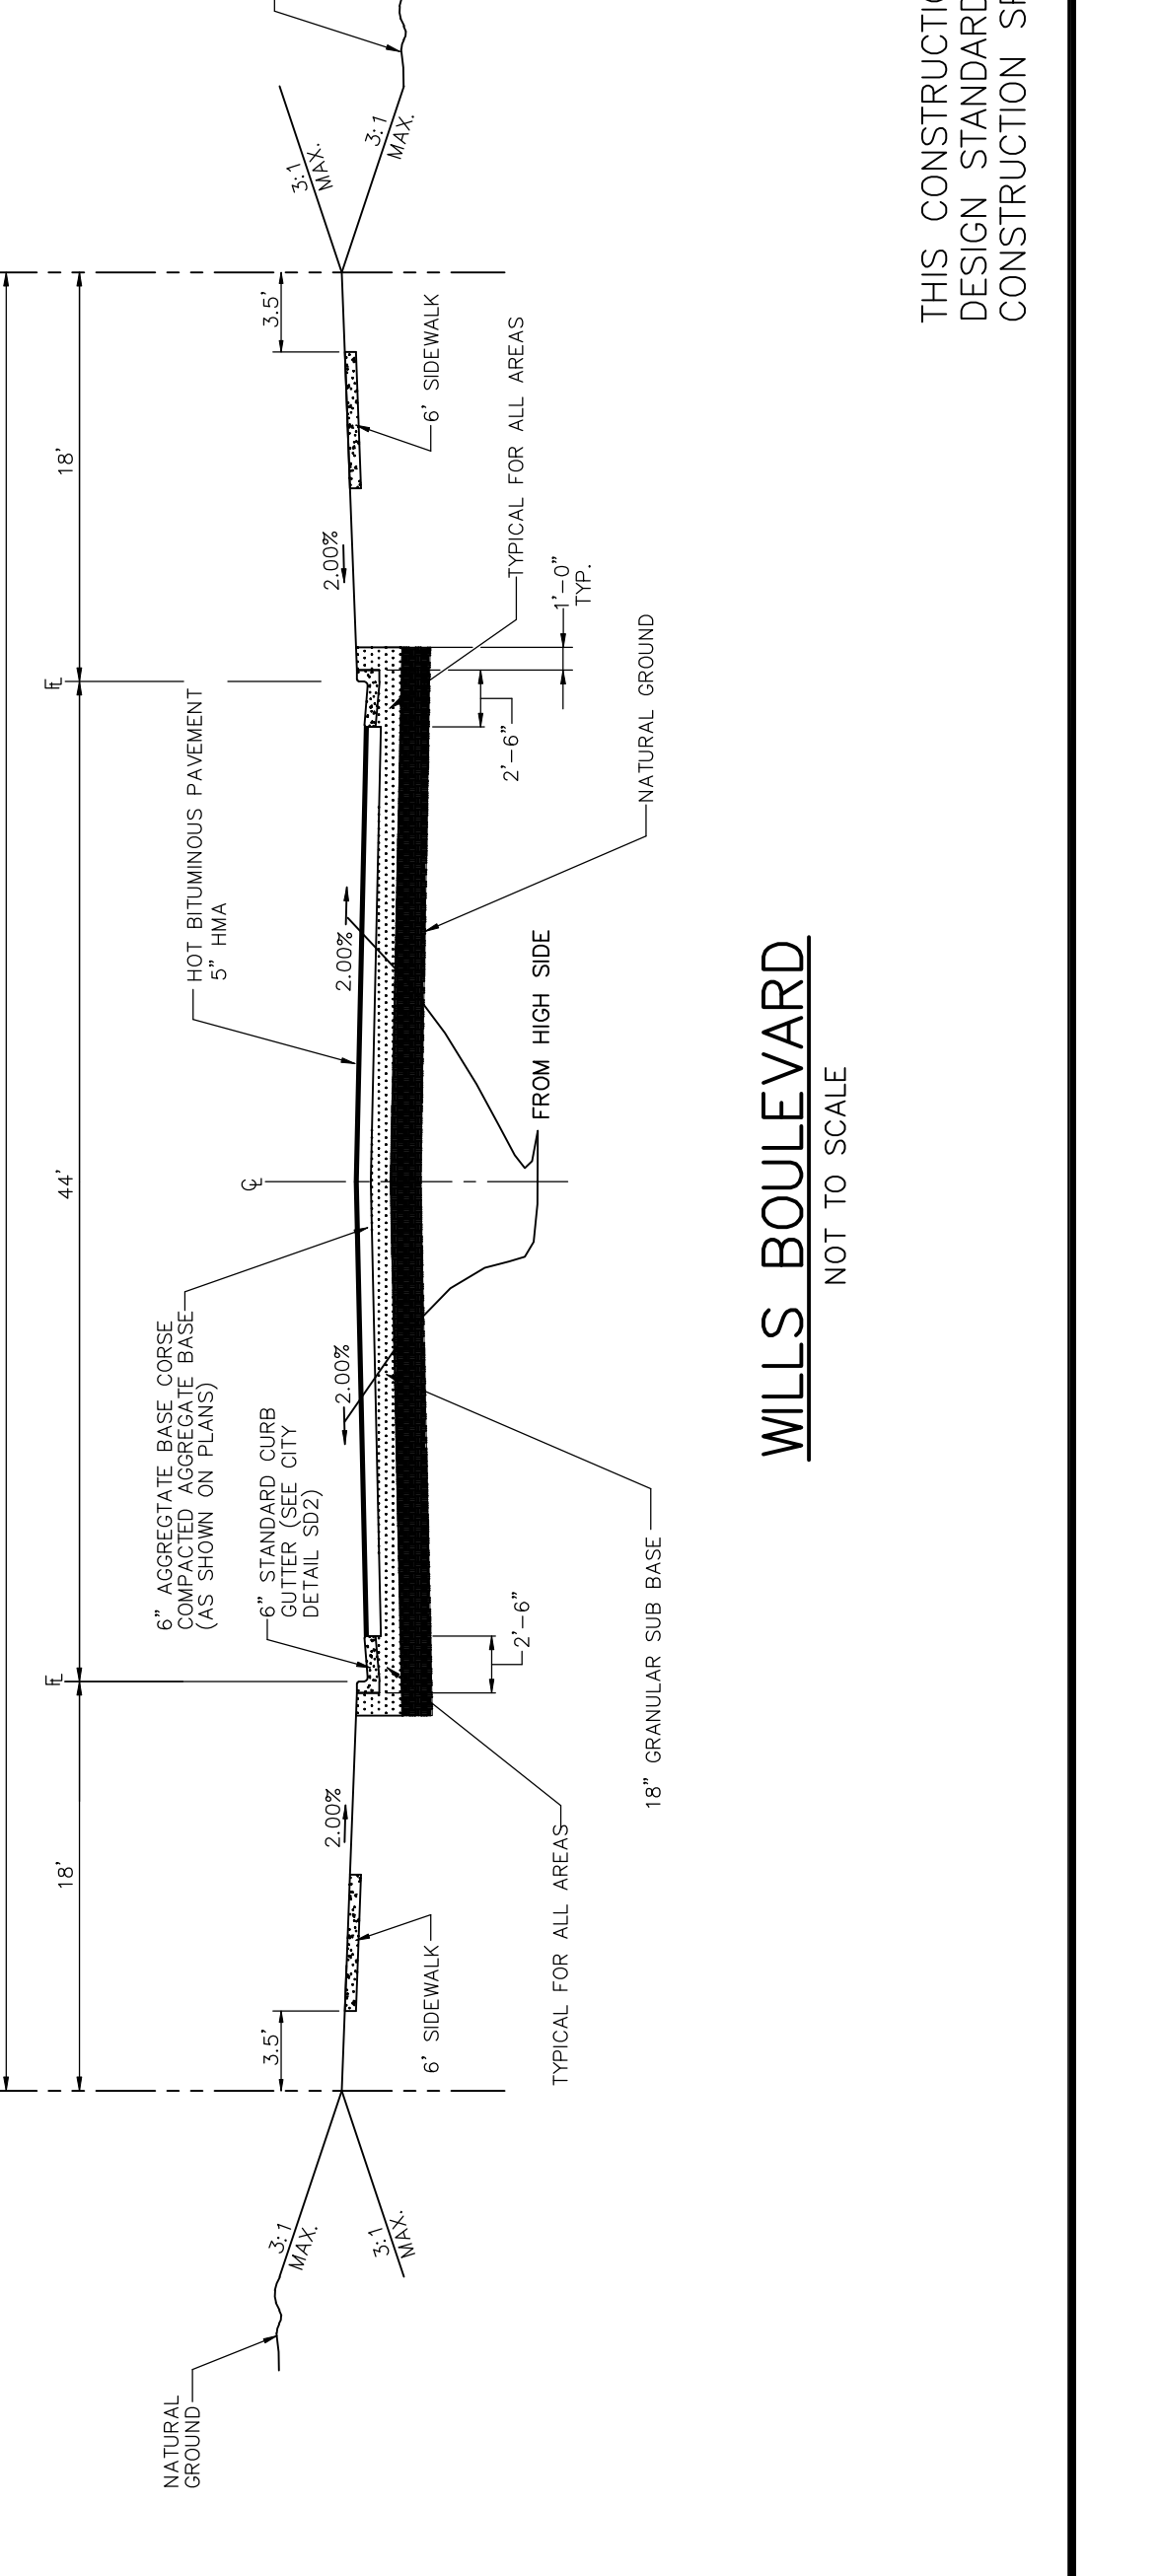 18'
44'
18'
FL
FL
CL
NATURAL
GROUND
3:1
MAX.
3:1
MAX.
3.5'
6' SIDEWALK
2.00%
TYPICAL FOR ALL AREAS
6" AGGREGTATE BASE CORSE
COMPACTED AGGREGATE BASE
(AS SHOWN ON PLANS)
6" STANDARD CURB
GUTTER (SEE CITY
DETAIL SD2)
2'-6"
18" GRANULAR SUB BASE
2.00%
FROM HIGH SIDE
2.00%
HOT BITUMINOUS PAVEMENT
5" HMA
NATURAL GROUND
2'-6"
1'-0"
TYP.
TYPICAL FOR ALL AREAS
2.00%
6' SIDEWALK
3.5'
3:1
MAX.
3:1
MAX.
WILLS BOULEVARD
NOT TO SCALE
THIS CONSTRUCTIO
DESIGN STANDARD
CONSTRUCTION